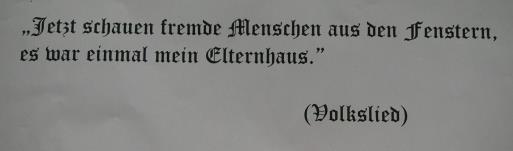 „Jetzt schauen fremde Menschen aus den Fenstern,
es war einmal mein Elternhaus.”
(Volkslied)